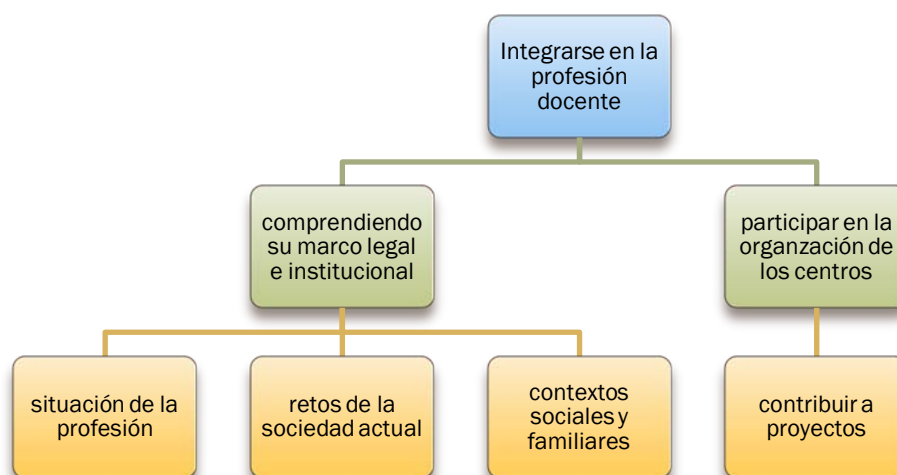 Integrarse en la
profesión
docente
comprendiendo
su marco legal
e institucional
participar en la
organzación de
los centros
situación de la
profesión
retos de la
sociedad actual
contextos
sociales y
familiares
contribuir a
proyectos